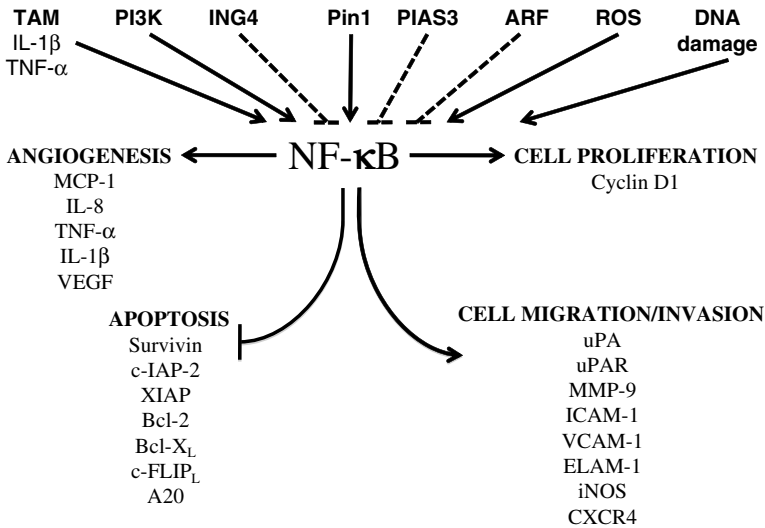 TAM PI3K ING4 Pin1 PIAS3 ARF ROS DNA
IL-1β damage
TNF-α
NF-κB
ANGIOGENESIS
MCP-1
IL-8
TNF-α
IL-1β
VEGF
CELL PROLIFERATION
Cyclin D1
APOPTOSIS
Survivin
c-IAP-2
XIAP
Bcl-2
Bcl-XL
c-FLIPL
A20
CELL MIGRATION/INVASION
uPA
uPAR
MMP-9
ICAM-1
VCAM-1
ELAM-1
iNOS
CXCR4